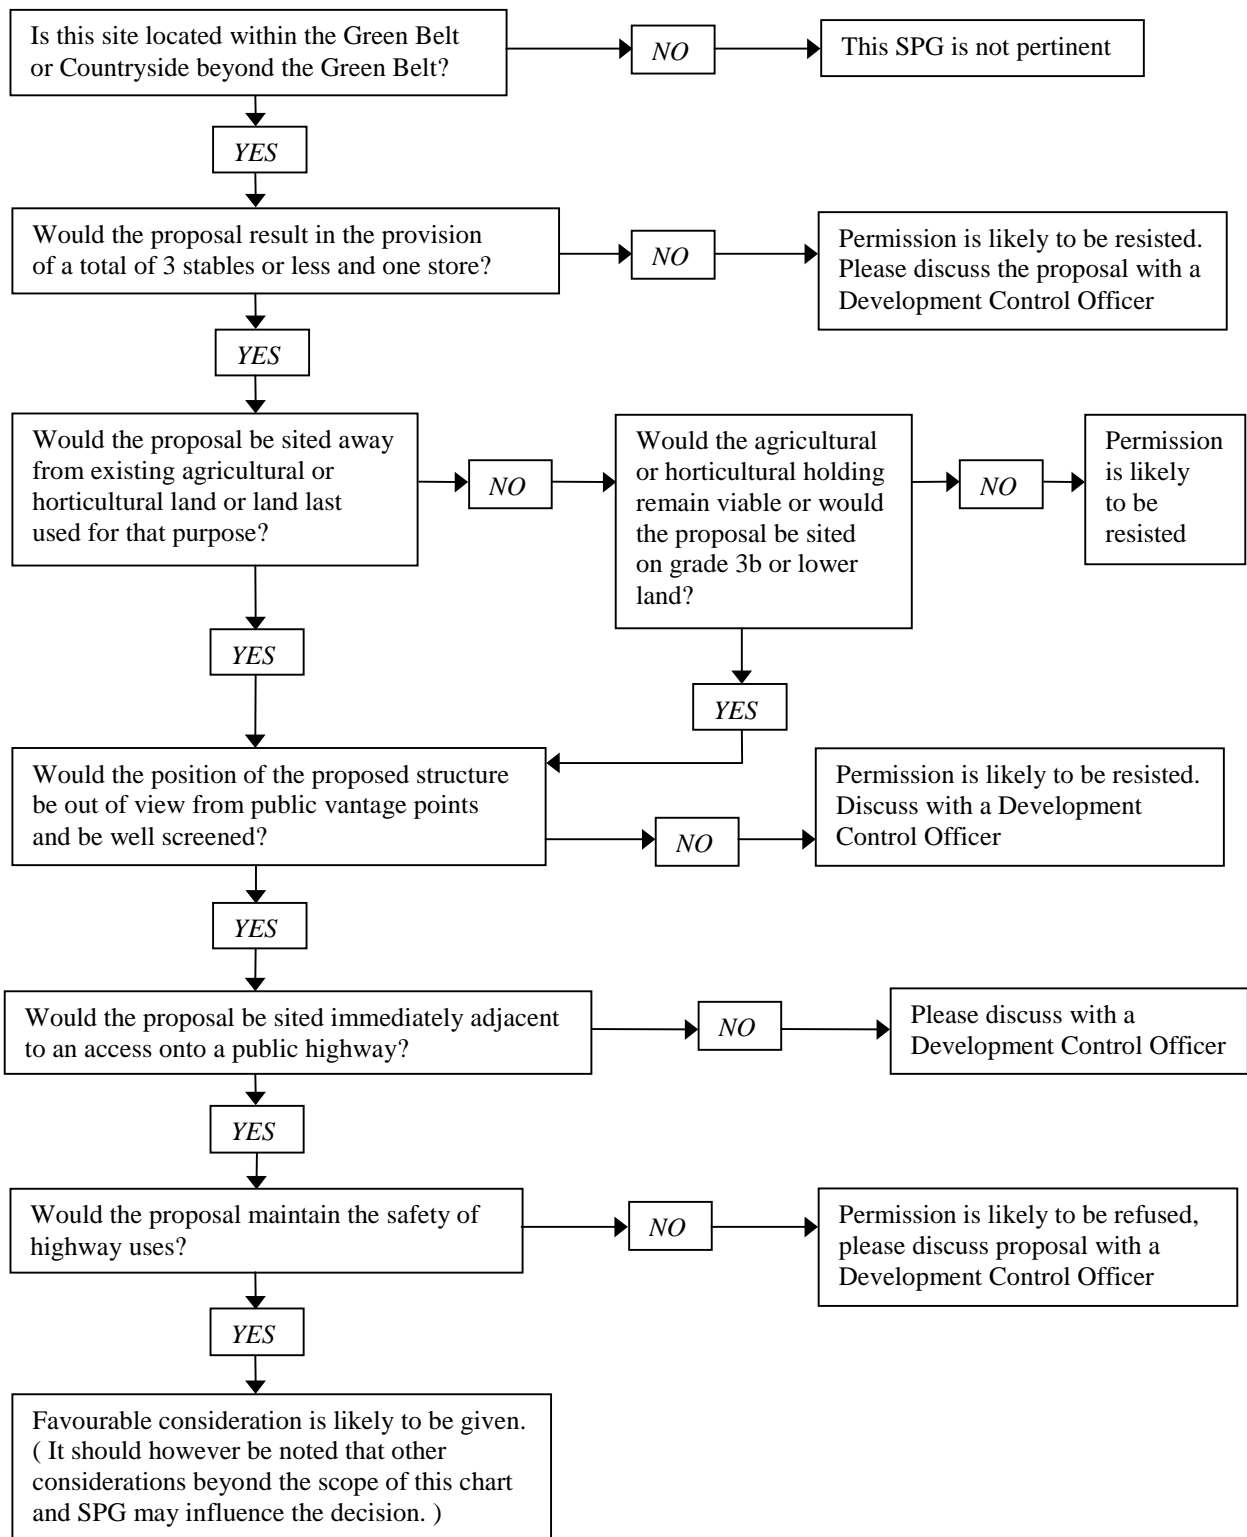 Is this site located within the Green Belt
or Countryside beyond the Green Belt?
NO
This SPG is not pertinent
YES
Would the proposal result in the provision
of a total of 3 stables or less and one store?
NO
Permission is likely to be resisted.
Please discuss the proposal with a
Development Control Officer
YES
Would the proposal be sited away
from existing agricultural or
horticultural land or land last
used for that purpose?
NO
Would the agricultural
or horticultural holding
remain viable or would
the proposal be sited
on grade 3b or lower
land?
NO
Permission
is likely
to be
resisted
YES
YES
Would the position of the proposed structure
be out of view from public vantage points
and be well screened?
NO
Permission is likely to be resisted.
Discuss with a Development
Control Officer
YES
Would the proposal be sited immediately adjacent
to an access onto a public highway?
NO
Please discuss with a
Development Control Officer
YES
Would the proposal maintain the safety of
highway uses?
NO
Permission is likely to be refused,
please discuss proposal with a
Development Control Officer
YES
Favourable consideration is likely to be given.
( It should however be noted that other
considerations beyond the scope of this chart
and SPG may influence the decision. )